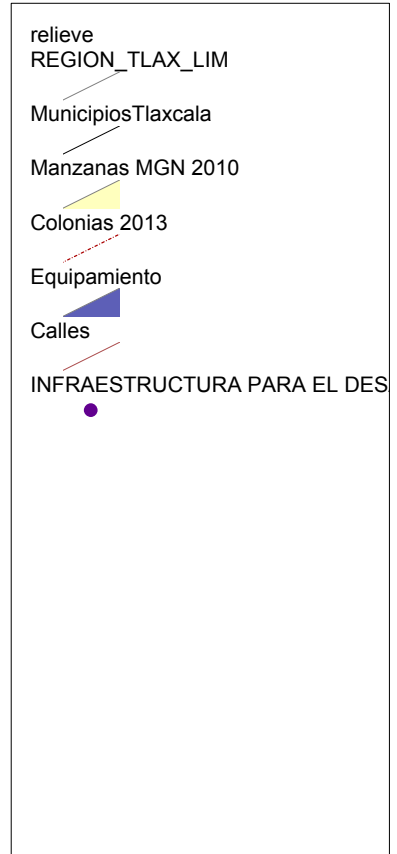 relieve
REGION_TLAX_LIM
MunicipiosTlaxcala
Manzanas MGN 2010
Colonias 2013
Equipamiento
Calles
INFRAESTRUCTURA PARA EL DES